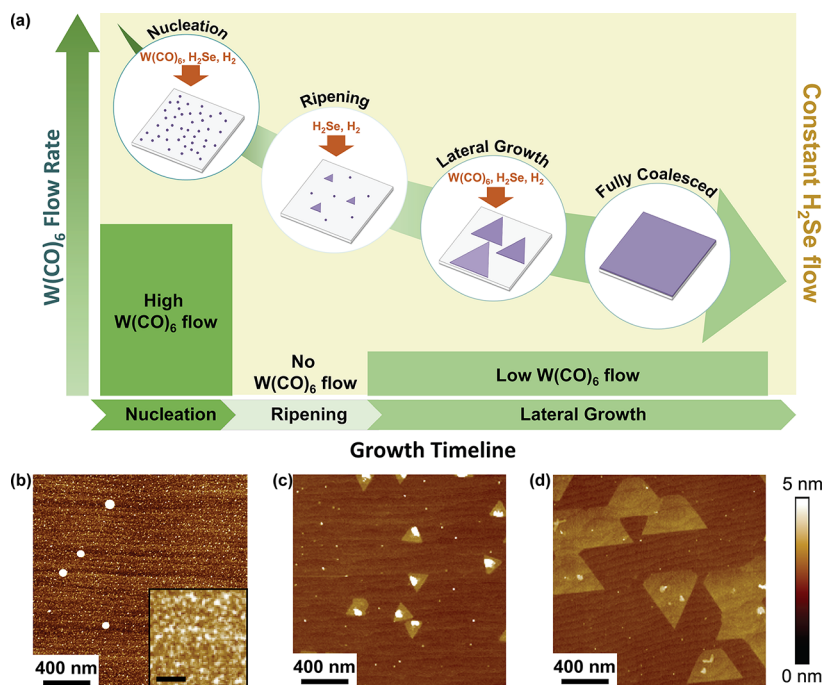 (a)
W(CO)6 Flow Rate
Nucleation
W(CO)6, H2Se, H2
Ripening
H2Se, H2
Lateral Growth
W(CO)6, H2Se, H2
Fully Coalesced
Constant H2Se flow
High
W(CO)6 flow
No
W(CO)6 flow
Low W(CO)6 flow
Nucleation
Ripening
Lateral Growth
Growth Timeline
(b)
400 nm
(c)
400 nm
(d)
400 nm
5 nm
0 nm